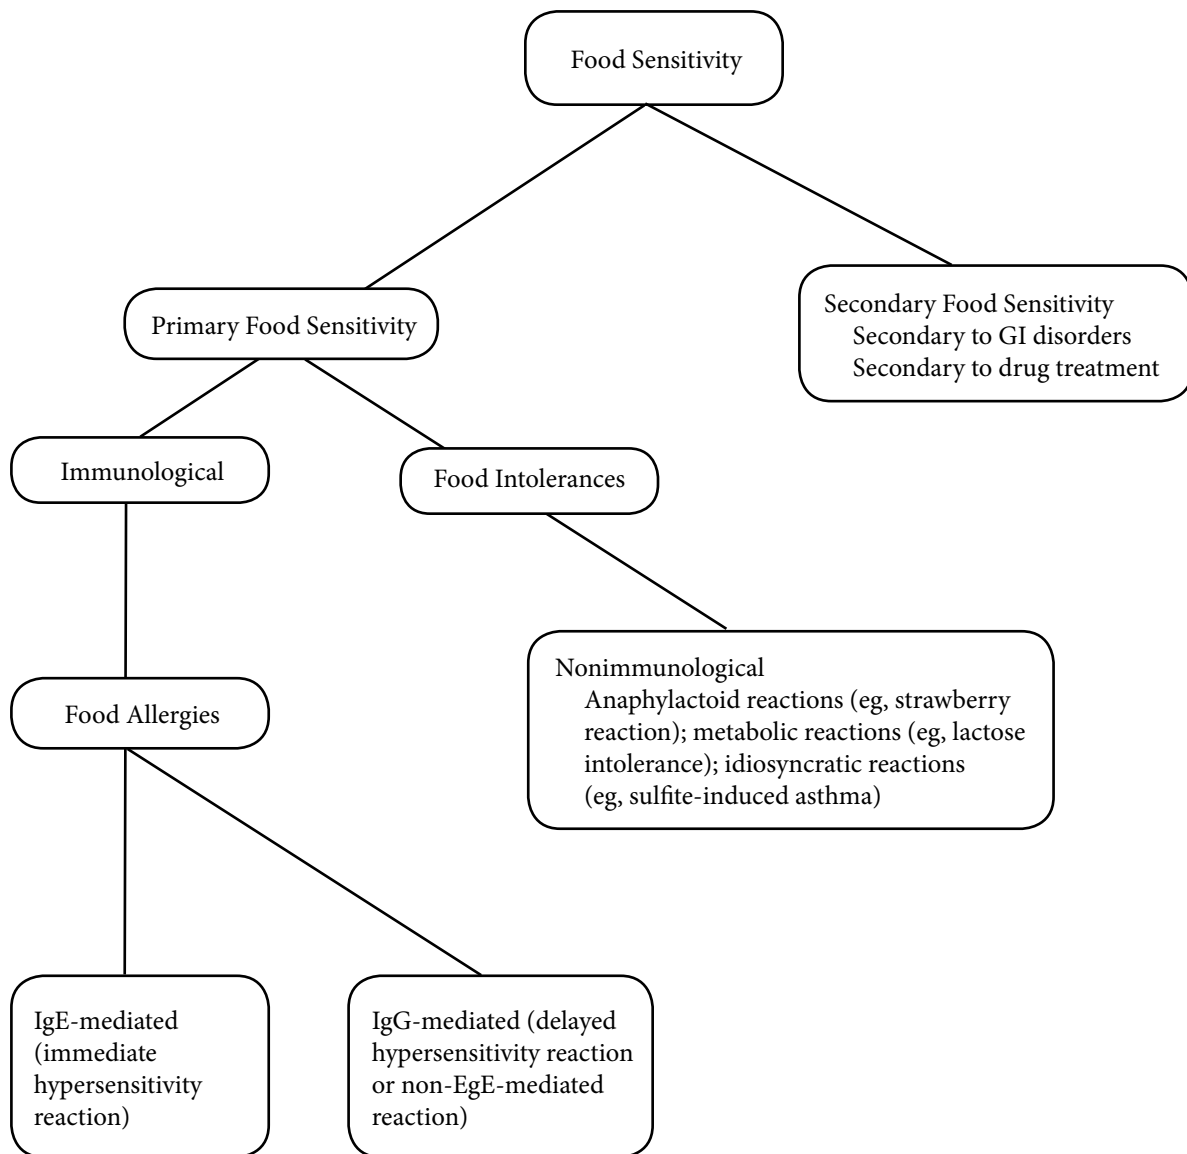 Food Sensitivity
Primary Food Sensitivity
Secondary Food Sensitivity
Secondary to GI disorders
Secondary to drug treatment
Immunological
Food Intolerances
Nonimmunological
Anaphylactoid reactions (eg, strawberry
reaction); metabolic reactions (eg, lactose
intolerance); idiosyncratic reactions
(eg, sulfite-induced asthma)
Food Allergies
IgE-mediated
(immediate
hypersensitivity
reaction)
IgG-mediated (delayed
hypersensitivity reaction
or non-EgE-mediated
reaction)